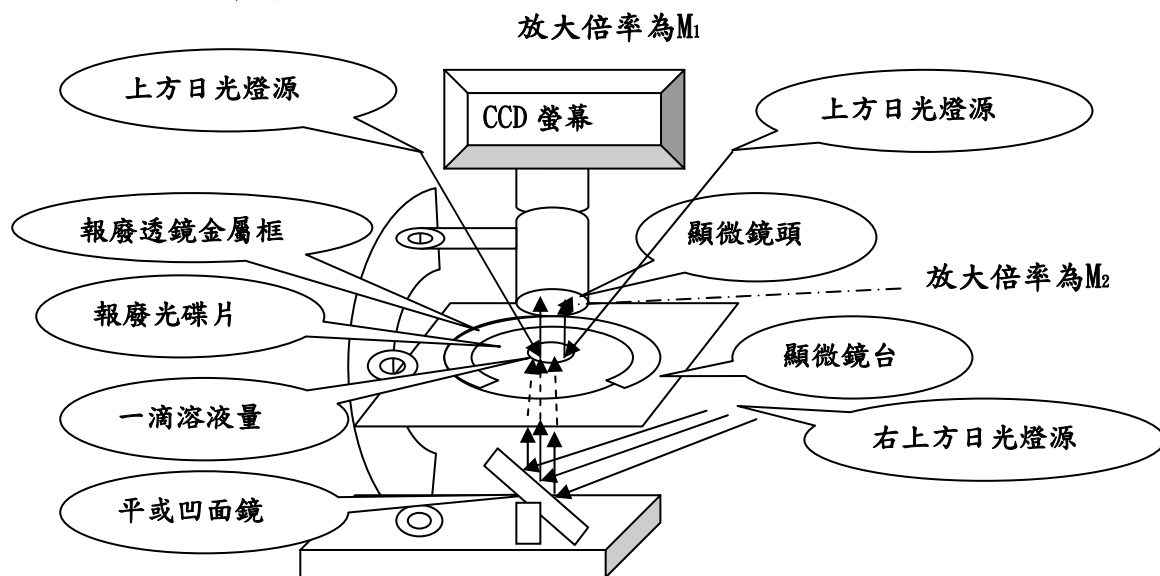 放大倍率為M1
上方日光燈源
CCD 螢幕
上方日光燈源
報廢透鏡金屬框
顯微鏡頭
放大倍率為M2
報廢光碟片
顯微鏡台
一滴溶液量
右上方日光燈源
平或凹面鏡